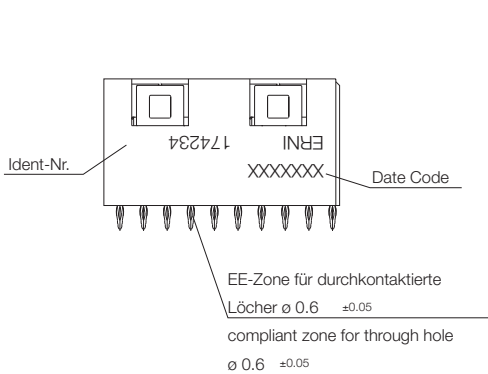 174234 ERNI
Ident-Nr.
XXXXXXX
Date Code
EE-Zone für durchkontaktierte
Löcher ø 0.6 ±0.05
compliant zone for through hole
ø 0.6 ±0.05